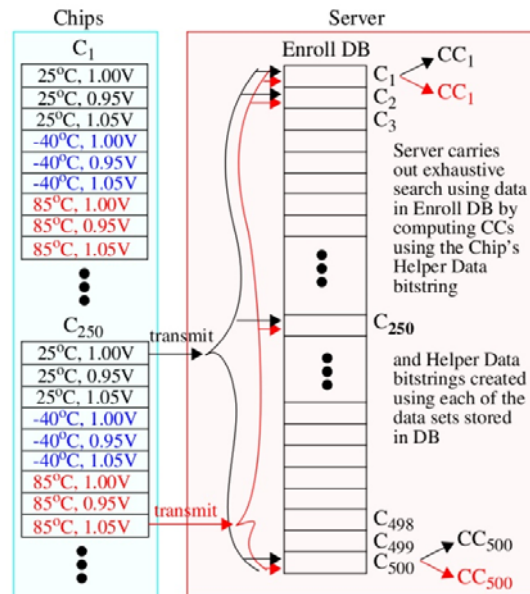 Chips
Server
C1
25°C, 1.00V
25°C, 0.95V
25°C, 1.05V
-40°C, 1.00V
-40°C, 0.95V
-40°C, 1.05V
85°C, 1.00V
85°C, 0.95V
85°C, 1.05V
C250
25°C, 1.00V
25°C, 0.95V
25°C, 1.05V
-40°C, 1.00V
-40°C, 0.95V
-40°C, 1.05V
85°C, 1.00V
85°C, 0.95V
85°C, 1.05V
transmit
transmit
Enroll DB
C1
C2
C3
CC1
CC1
Server carries
out exhaustive
search using data
in Enroll DB by
computing CCs
using the Chip's
Helper Data
bitstring
C250
and Helper Data
bitstrings created
using each of the
data sets stored
in DB
C498
C499
C500
CC500
CC500